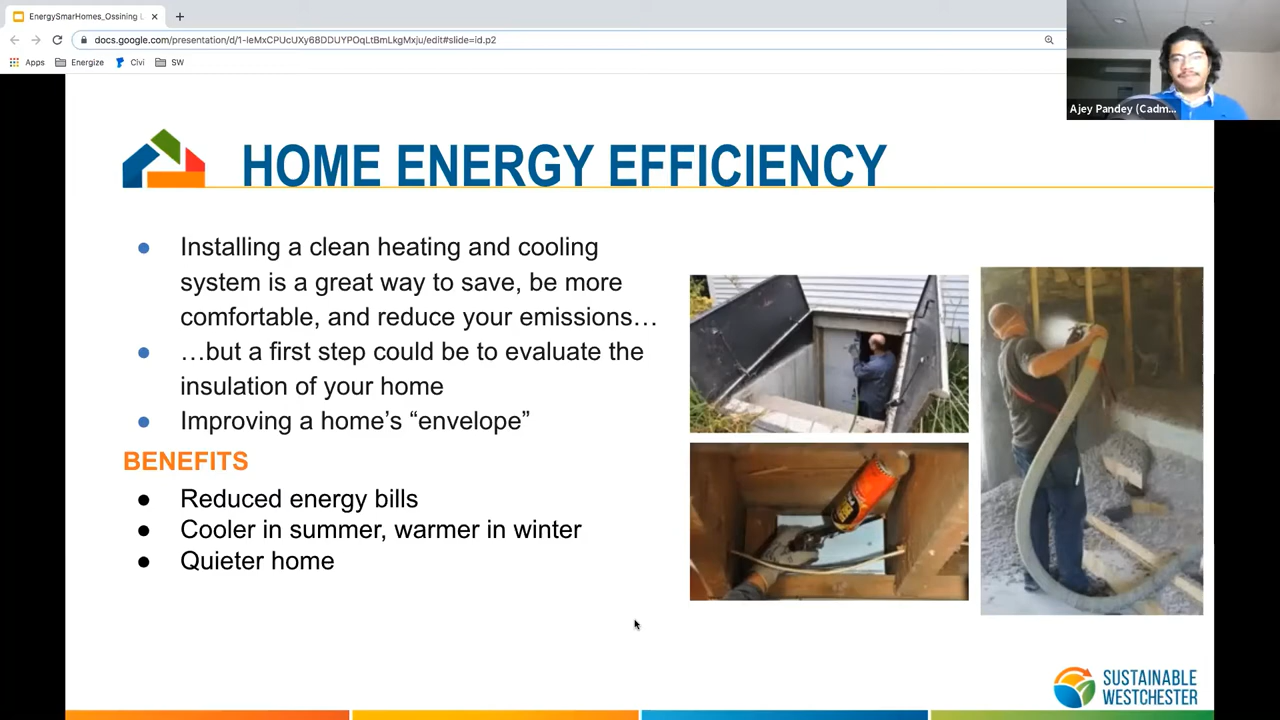 EnergySmarHomes_Ossining
docs.google.com/presentation/d/1-IeMxCPUcUXy68DDUYPOqLtBmLkgMxju/edit#slide=id.p2
Apps Energize Civi SW
Ajey Pandey (Cadm...
HOME ENERGY EFFICIENCY
● Installing a clean heating and cooling
system is a great way to save, be more
comfortable, and reduce your emissions…
● …but a first step could be to evaluate the
insulation of your home
● Improving a home’s “envelope”
BENEFITS
● Reduced energy bills
● Cooler in summer, warmer in winter
● Quieter home
SUSTAINABLE
WESTCHESTER